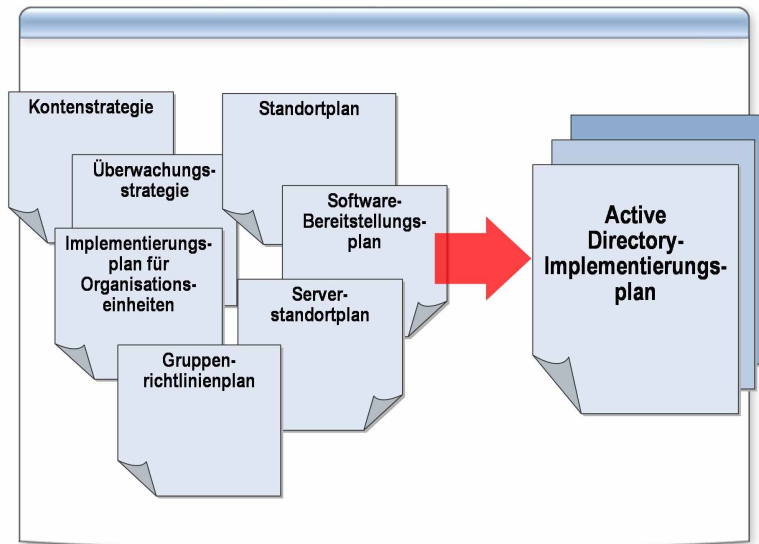 Kontenstrategie
Überwachungs-
strategie
Implementierungs-
plan für
Organisations-
einheiten
Gruppen-
richtlinienplan
Standortplan
Software-
Bereitstellungs-
plan
Server-
standortplan
Active
Directory-
Implementierungs-
plan